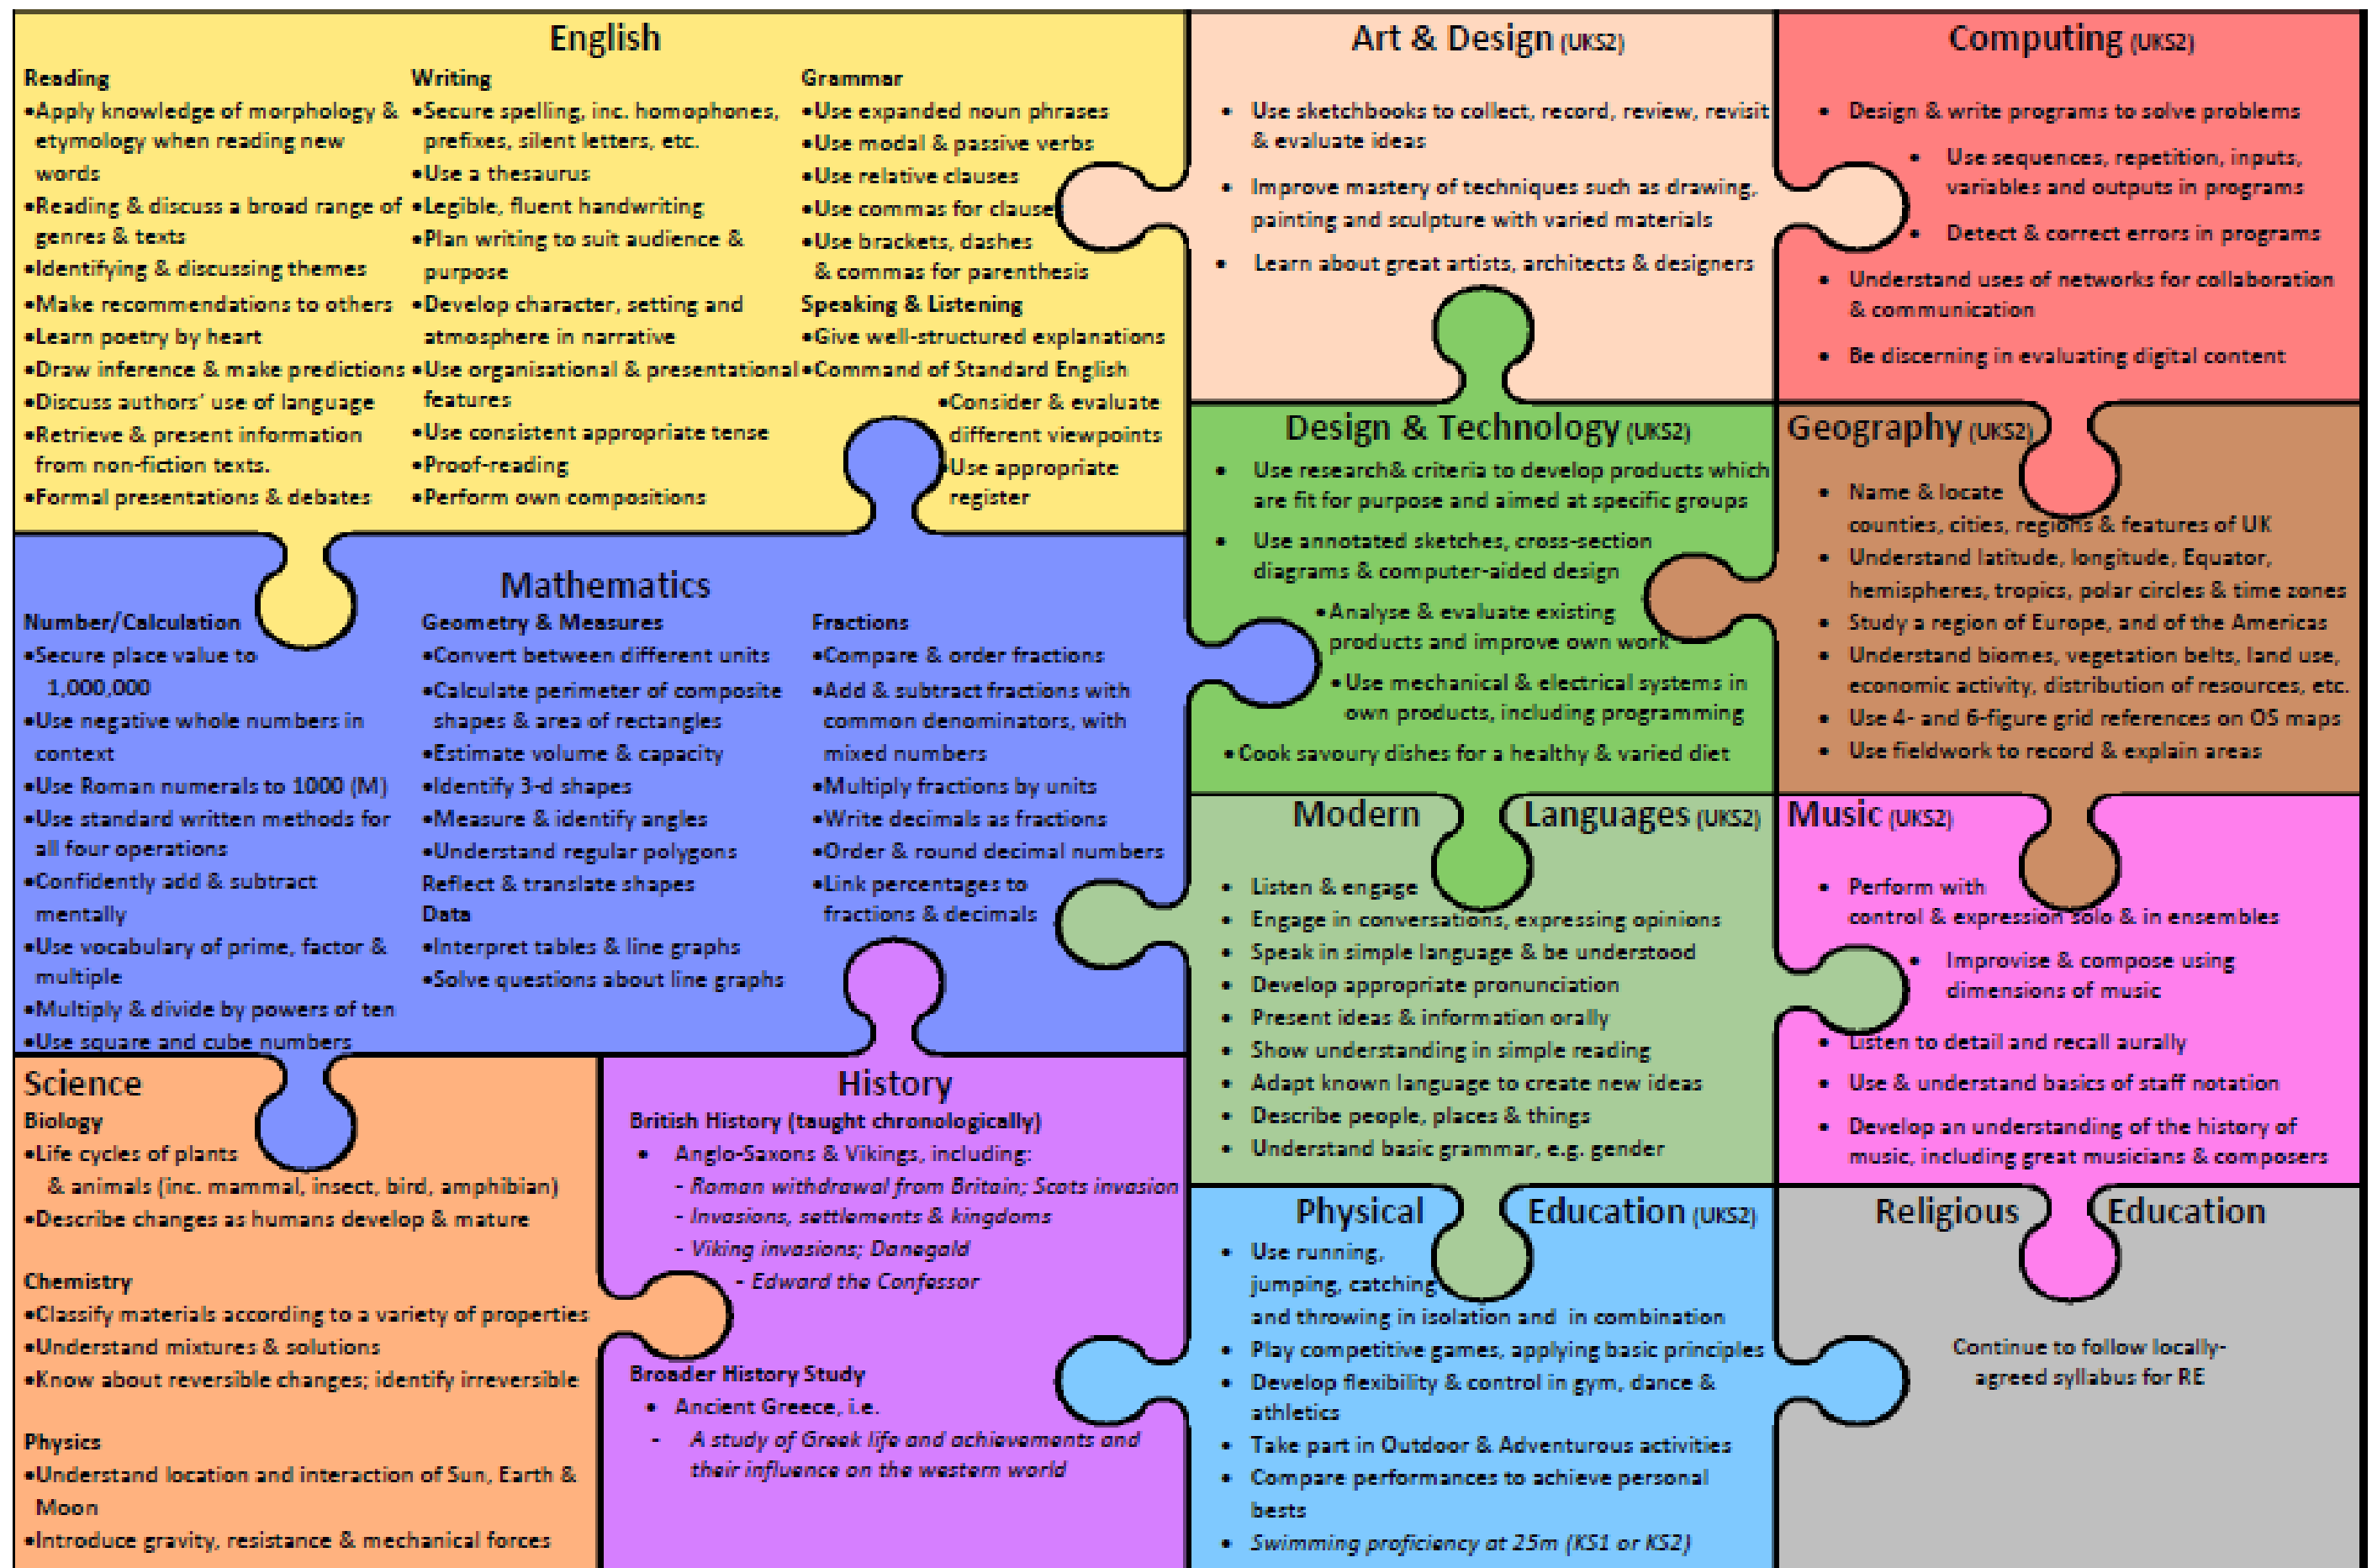 English
Reading
•Apply knowledge of morphology &
etymology when reading new
words
•Reading & discuss a broad range of
genres & texts
•Identifying & discussing themes
•Make recommendations to others
•Learn poetry by heart
•Draw inference & make predictions
•Discuss authors' use of language
•Retrieve & present information
from non-fiction texts.
•Formal presentations & debates
Writing
•Secure spelling, inc. homophones,
prefixes, silent letters, etc.
•Use a thesaurus
•Legible, fluent handwriting
•Plan writing to suit audience &
purpose
•Develop character, setting and
atmosphere in narrative
•Use organisational & presentational
features
•Use consistent appropriate tense
•Proof-reading
•Perform own compositions
Grammar
•Use expanded noun phrases
•Use modal & passive verbs
•Use relative clauses
•Use commas for clause
•Use brackets, dashes
& commas for parenthesis
Speaking & Listening
•Give well-structured explanations
•Command of Standard English
•Consider & evaluate
different viewpoints
•Use appropriate
register
Art & Design (UKS2)
• Use sketchbooks to collect, record, review, revisit
& evaluate ideas
• Improve mastery of techniques such as drawing,
painting and sculpture with varied materials
• Learn about great artists, architects & designers
Computing (UKS2)
• Design & write programs to solve problems
• Use sequences, repetition, inputs,
variables and outputs in programs
• Detect & correct errors in programs
• Understand uses of networks for collaboration
& communication
• Be discerning in evaluating digital content
Mathematics
Number/Calculation
•Secure place value to
1,000,000
•Use negative whole numbers in
context
•Use Roman numerals to 1000 (M)
•Use standard written methods for
all four operations
•Confidently add & subtract
mentally
•Use vocabulary of prime, factor &
multiple
•Multiply & divide by powers of ten
•Use square and cube numbers
Geometry & Measures
•Convert between different units
•Calculate perimeter of composite
shapes & area of rectangles
•Estimate volume & capacity
•Identify 3-d shapes
•Measure & identify angles
•Understand regular polygons
Reflect & translate shapes
Data
•Interpret tables & line graphs
•Solve questions about line graphs
Fractions
•Compare & order fractions
•Add & subtract fractions with
common denominators, with
mixed numbers
•Multiply fractions by units
•Write decimals as fractions
•Order & round decimal numbers
•Link percentages to
fractions & decimals
Design & Technology (UKS2)
• Use research& criteria to develop products which
are fit for purpose and aimed at specific groups
• Use annotated sketches, cross-section
diagrams & computer-aided design
•Analyse & evaluate existing
products and improve own work
•Use mechanical & electrical systems in
own products, including programming
•Cook savoury dishes for a healthy & varied diet
Geography (UKS2)
• Name & locate
counties, cities, regions & features of UK
• Understand latitude, longitude, Equator,
hemispheres, tropics, polar circles & time zones
• Study a region of Europe, and of the Americas
• Understand biomes, vegetation belts, land use,
economic activity, distribution of resources, etc.
• Use 4- and 6-figure grid references on OS maps
• Use fieldwork to record & explain areas
Modern Languages (UKS2)
• Listen & engage
• Engage in conversations, expressing opinions
• Speak in simple language & be understood
• Develop appropriate pronunciation
• Present ideas & information orally
• Show understanding in simple reading
• Adapt known language to create new ideas
• Describe people, places & things
• Understand basic grammar, e.g. gender
Music (UKS2)
• Perform with
control & expression solo & in ensembles
• Improvise & compose using
dimensions of music
• Listen to detail and recall aurally
• Use & understand basics of staff notation
• Develop an understanding of the history of
music, including great musicians & composers
Science
Biology
•Life cycles of plants
& animals (inc. mammal, insect, bird, amphibian)
•Describe changes as humans develop & mature
Chemistry
•Classify materials according to a variety of properties
•Understand mixtures & solutions
•Know about reversible changes; identify irreversible
Physics
•Understand location and interaction of Sun, Earth &
Moon
•Introduce gravity, resistance & mechanical forces
History
British History (taught chronologically)
• Anglo-Saxons & Vikings, including:
- Roman withdrawal from Britain; Scots invasion
- Invasions, settlements & kingdoms
- Viking invasions; Danegald
- Edward the Confessor
Broader History Study
• Ancient Greece, i.e.
- A study of Greek life and achievements and
their influence on the western world
Physical Education (UKS2)
• Use running,
jumping, catching
and throwing in isolation and in combination
• Play competitive games, applying basic principles
• Develop flexibility & control in gym, dance &
athletics
• Take part in Outdoor & Adventurous activities
• Compare performances to achieve personal
bests
• Swimming proficiency at 25m (KS1 or KS2)
Religious Education
Continue to follow locally-
agreed syllabus for RE